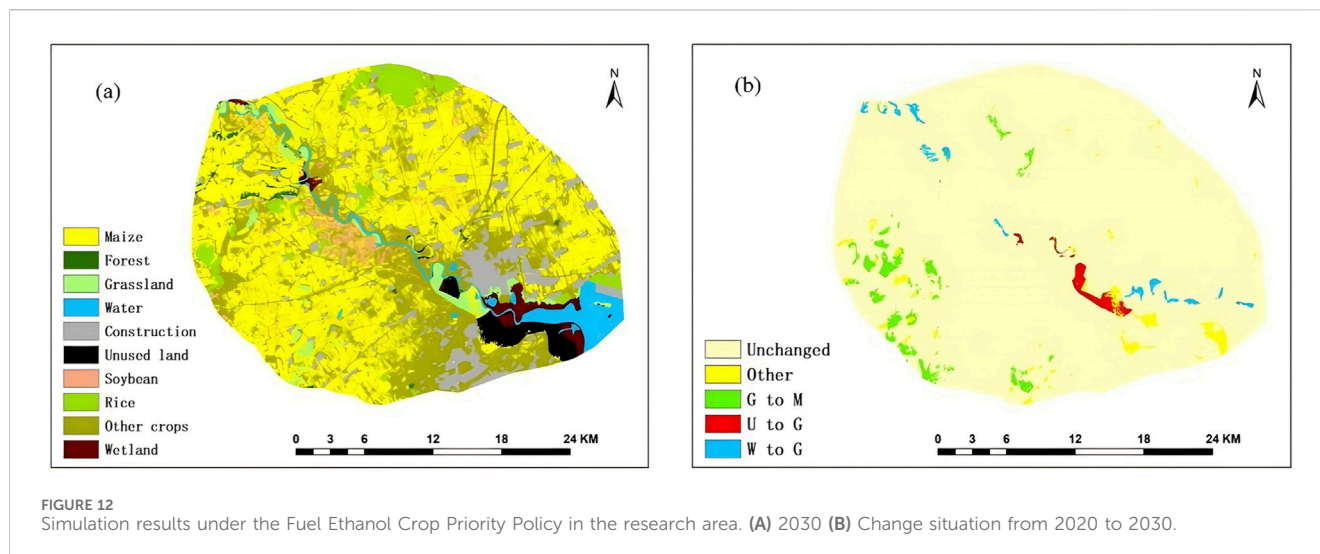 (a)
N
Maize
Forest
Grassland
Water
Construction
Unused land
Soybean
Rice
Other crops
Wetland
0 3 6 12 18 24 KM
(b)
N
Unchanged
Other
G to M
U to G
W to G
0 3 6 12 18 24 KM
FIGURE 12
Simulation results under the Fuel Ethanol Crop Priority Policy in the research area. (A) 2030 (B) Change situation from 2020 to 2030.